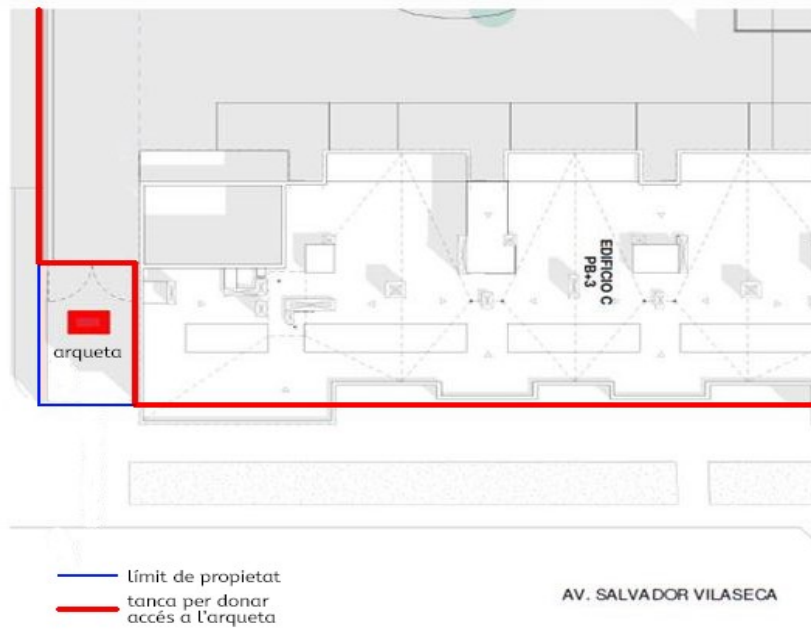 EDIFICIO C
PB+3
arqueta
límit de propietat
tanca per donar
accés a l'arqueta
AV. SALVADOR VILASECA